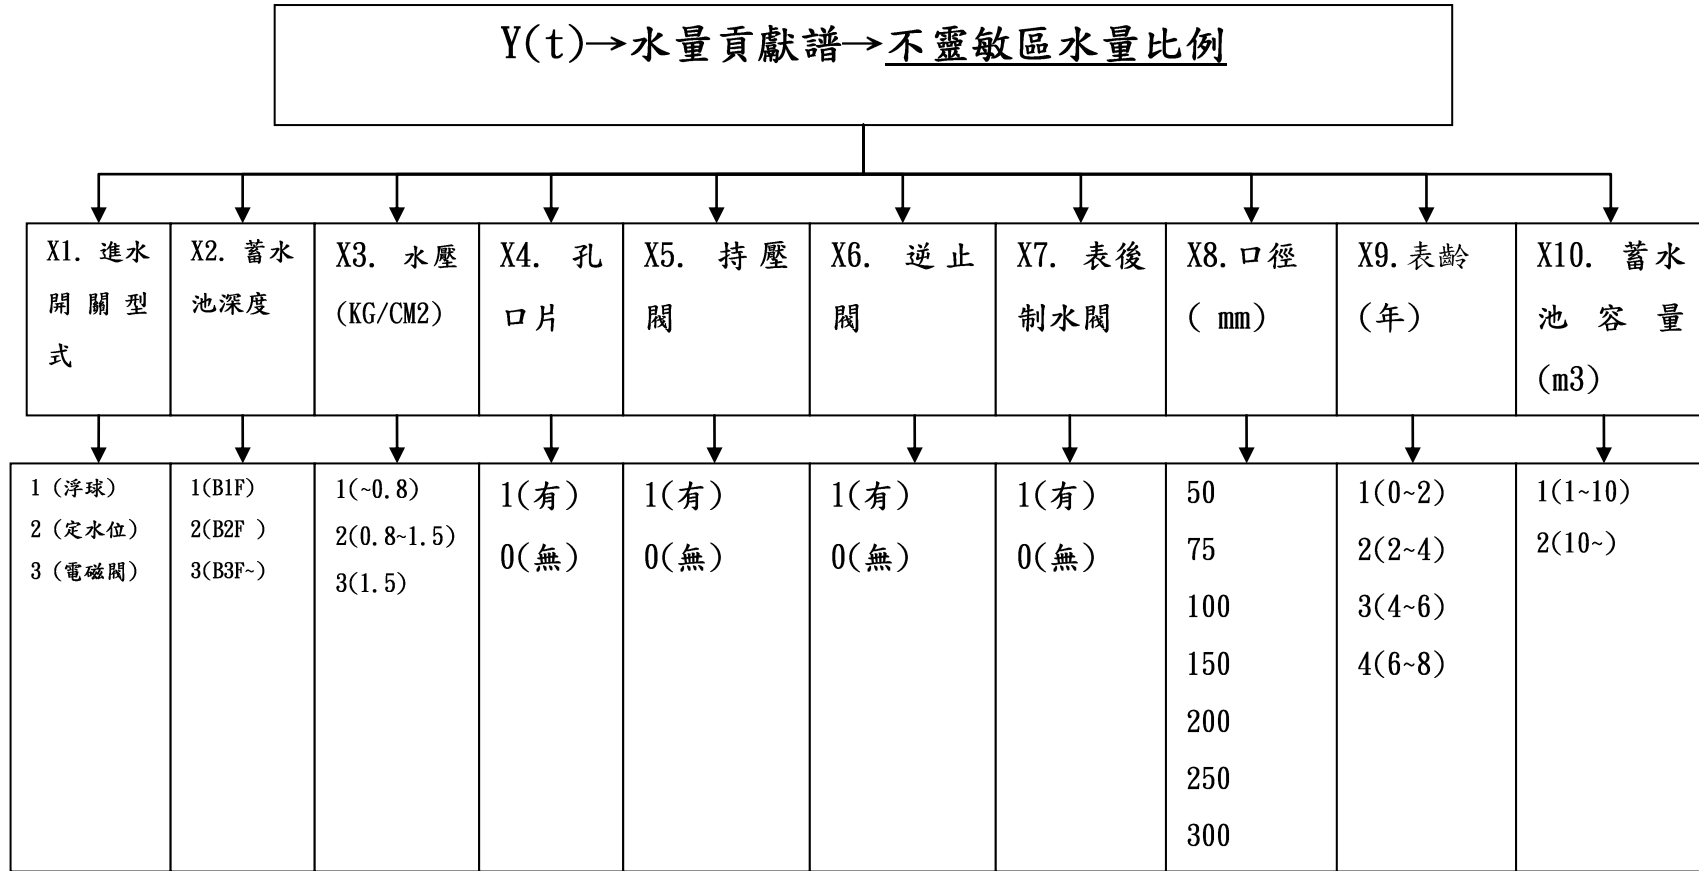 Y(t)→水量貢獻譜→不靈敏區水量比例
X1. 進水
開關型
式
X2. 蓄水
池深度
X3. 水壓
(KG/CM2)
X4. 孔
口片
X5. 持壓
閥
X6. 逆止
閥
X7. 表後
制水閥
X8.口徑
( mm)
X9.表齡
(年)
X10. 蓄水
池容量
(m3)
1 (浮球)
2 (定水位)
3 (電磁閥)
1(B1F)
2(B2F )
3(B3F~)
1(~0.8)
2(0.8~1.5)
3(1.5)
1(有)
0(無)
1(有)
0(無)
1(有)
0(無)
1(有)
0(無)
50
75
100
150
200
250
300
1(0~2)
2(2~4)
3(4~6)
4(6~8)
1(1~10)
2(10~)